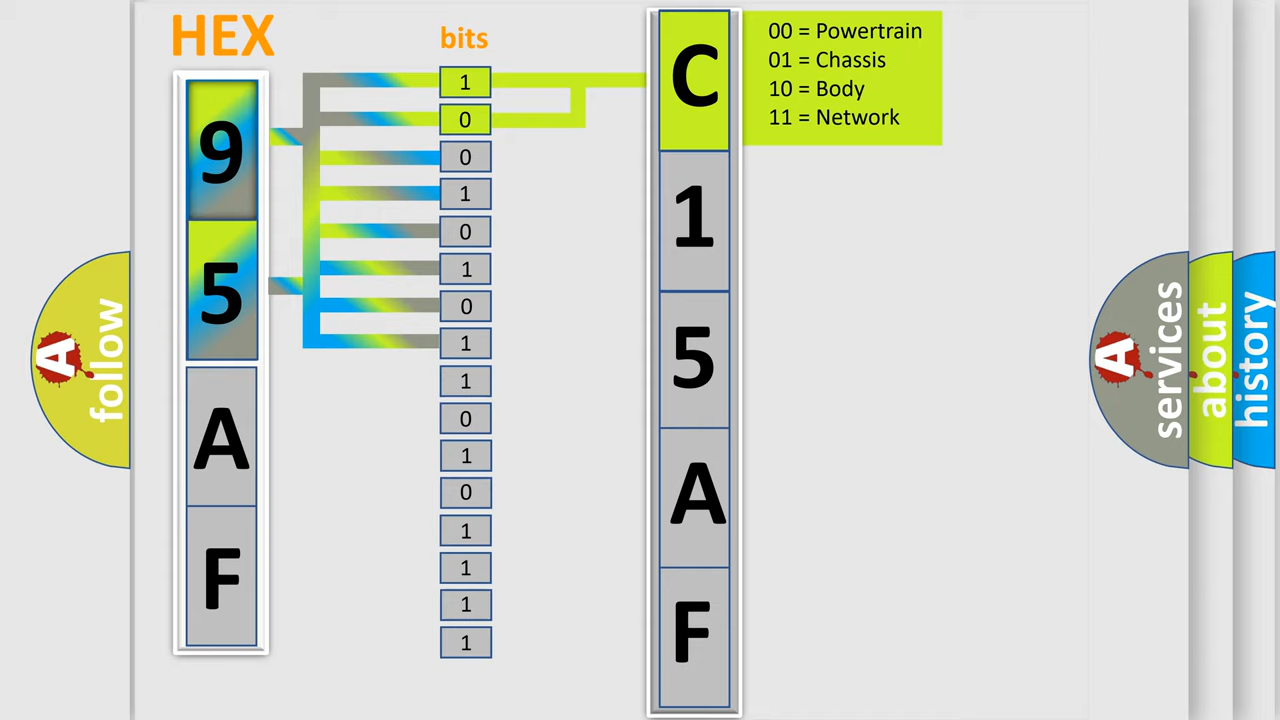 HEX
bits
9
5
A
F
1
0
0
1
0
1
0
1
1
0
1
0
1
1
1
1
C
1
5
A
F
00 = Powertrain
01 = Chassis
10 = Body
11 = Network
A
follow
A
services
about
history